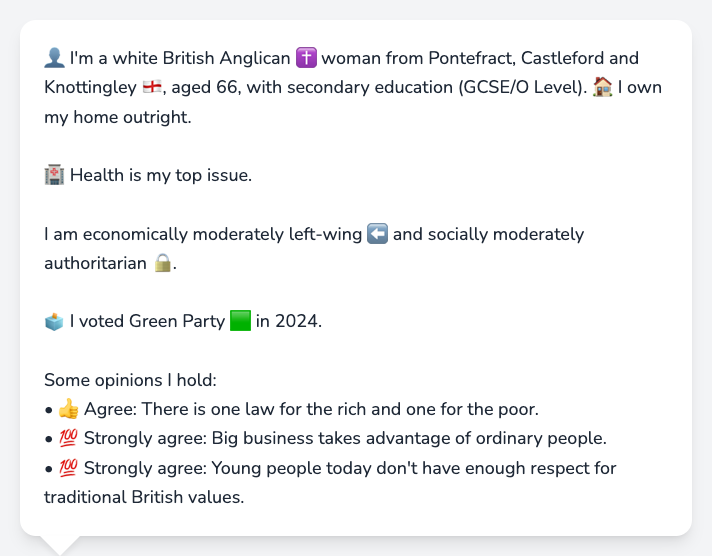 👤 I'm a white British Anglican ✝️ woman from Pontefract, Castleford and
Knottingley 🏴󠁧󠁢󠁥󠁮󠁧󠁿, aged 66, with secondary education (GCSE/O Level). 🏠 I own
my home outright.
🏥 Health is my top issue.
I am economically moderately left-wing ⬅️ and socially moderately
authoritarian 🔒.
🗳️ I voted Green Party 🟩 in 2024.
Some opinions I hold:
• 👍 Agree: There is one law for the rich and one for the poor.
• 💯 Strongly agree: Big business takes advantage of ordinary people.
• 💯 Strongly agree: Young people today don't have enough respect for
traditional British values.